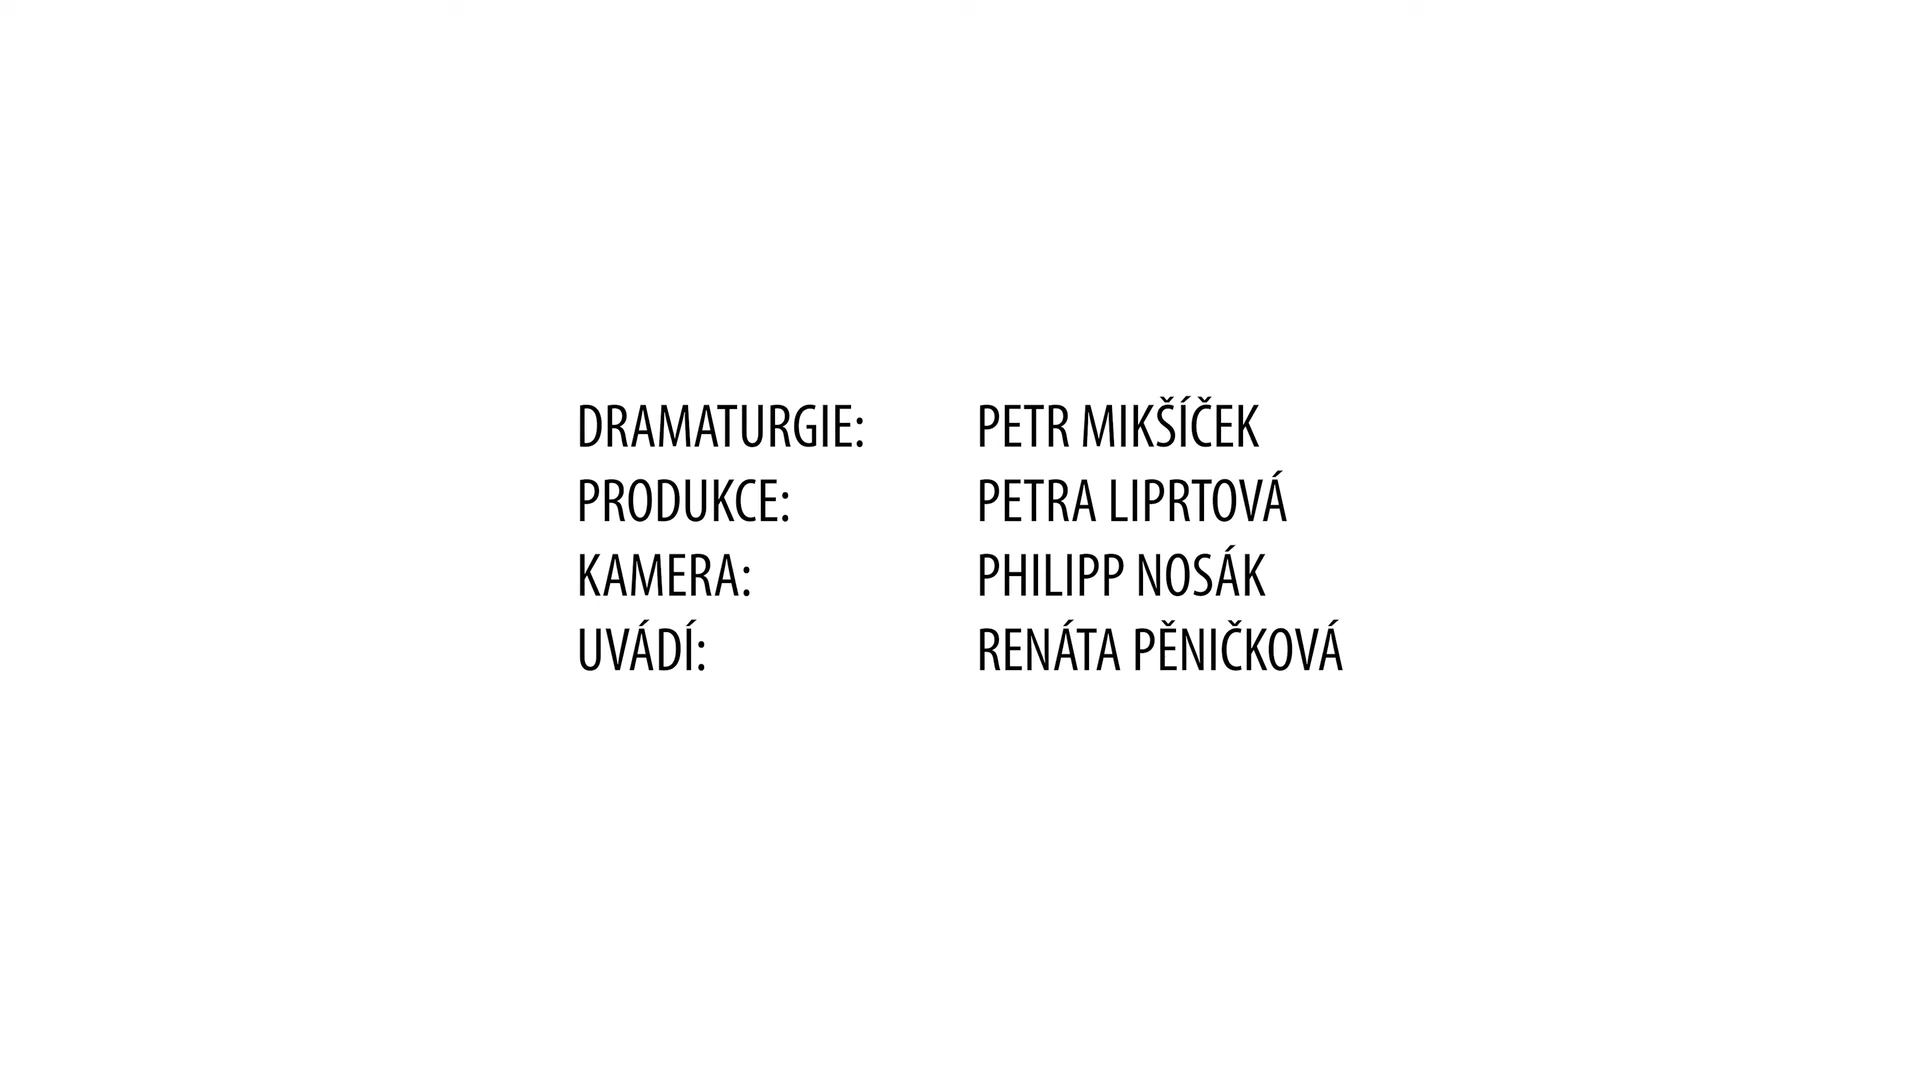 DRAMATURGIE: PETR MIKŠÍČEK
PRODUKCE: PETRA LIPRTOVÁ
KAMERA: PHILIPP NOSÁK
UVÁDÍ: RENÁTA PĚNIČKOVÁ